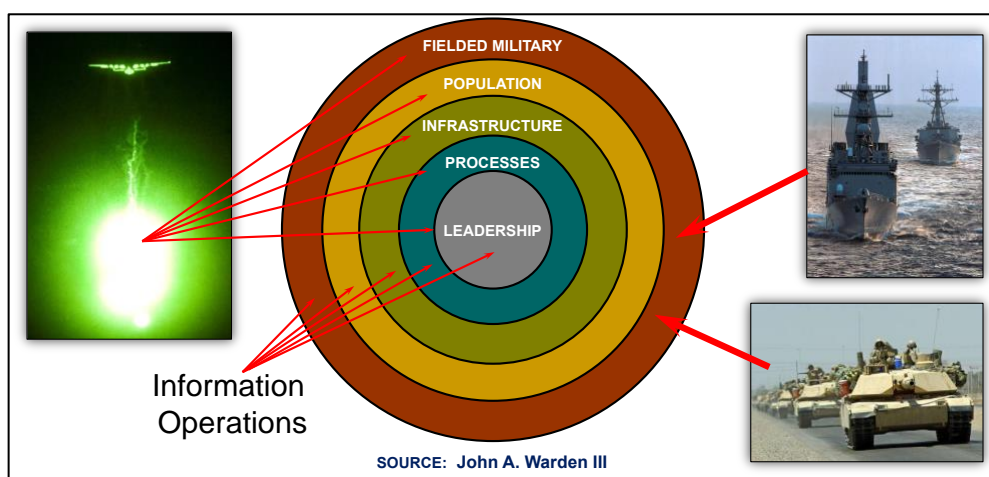 FIELDED MILITARY
POPULATION
INFRASTRUCTURE
PROCESSES
LEADERSHIP
Information
Operations
SOURCE: John A. Warden III